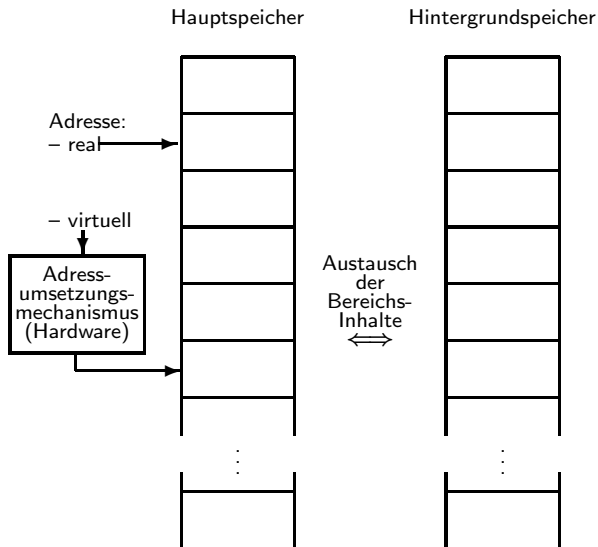 Hauptspeicher
Hintergrundspeicher
Adresse:
– real
– virtuell
Adress-
umsetzungs-
mechanismus
(Hardware)
Austausch
der
Bereichs-
Inhalte
⟺